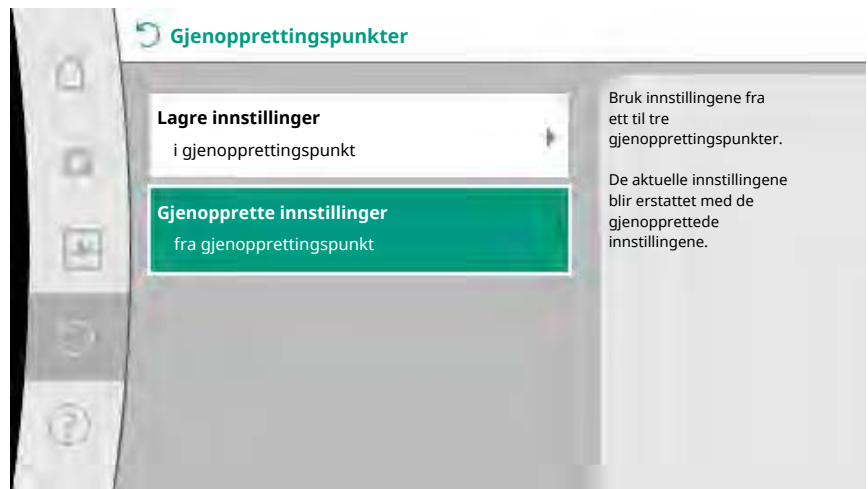 Gjenopprettingspunkter
Lagre innstillinger
i gjenopprettingspunkt
Gjenopprette innstillinger
fra gjenopprettingspunkt
Bruk innstillingene fra
ett til tre
gjenopprettingspunkter.
De aktuelle innstillingene
blir erstattet med de
gjenopprettede
innstillingene.
?